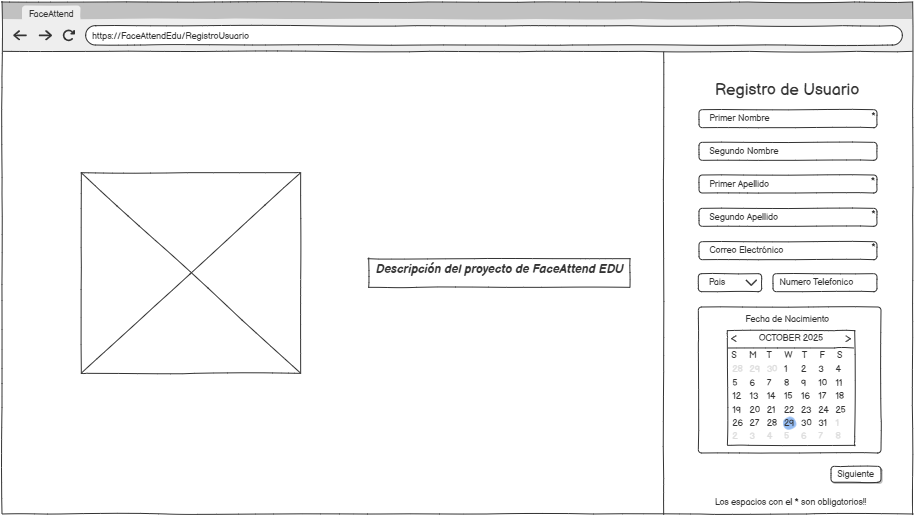 FaceAttend
https://FaceAttendEdu/RegistroUsuario
Descripción del proyecto de FaceAttend EDU
Registro de Usuario
Primer Nombre *
Segundo Nombre
Primer Apellido *
Segundo Apellido *
Correo Electrónico *
Pais Numero Telefonico
Fecha de Nacimiento
< OCTOBER 2025 >
S M T W T F S
28 29 30 1 2 3 4
5 6 7 8 9 10 11
12 13 14 15 16 17 18
19 20 21 22 23 24 25
26 27 28 29 30 31 1
2 3 4 5 6 7 8
Siguiente
Los espacios con el * son obligatorios!!